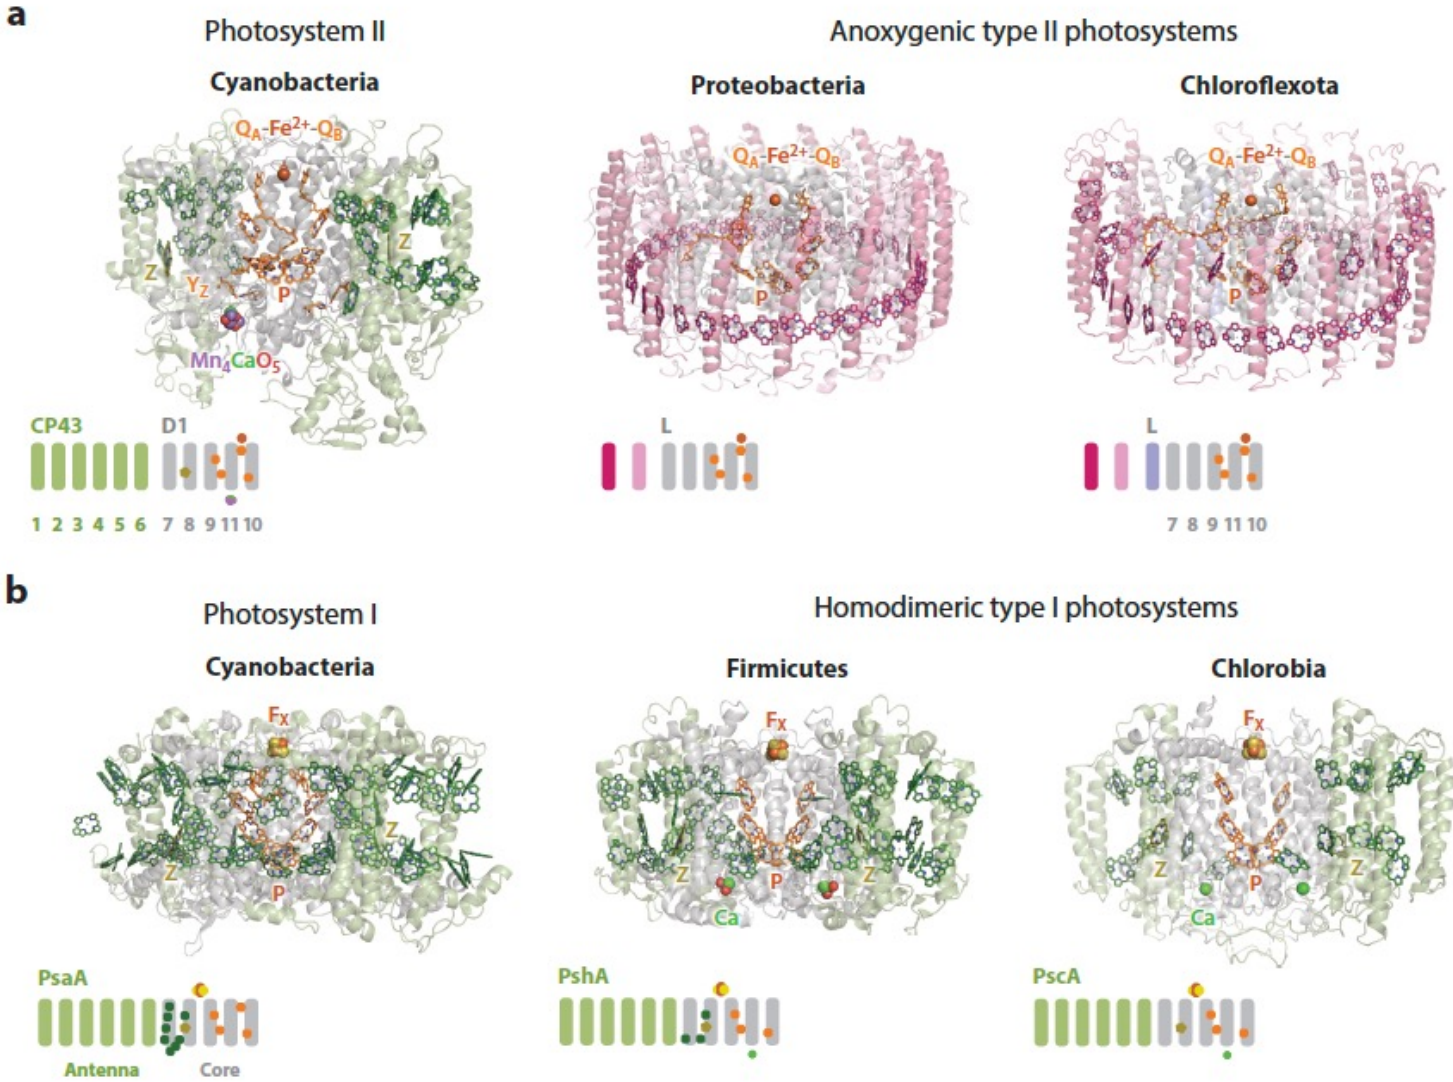 a
Photosystem II
Anoxygenic type II photosystems
Cyanobacteria
Proteobacteria
Chloroflexota
QA-Fe2+-QB
QA-Fe2+-QB
QA-Fe2+-QB
Z
Z
YZ
P
P
P
Mn4CaO5
CP43
D1
L
L
1 2 3 4 5 6 7 8 9 11 10
7 8 9 11 10
b
Photosystem I
Homodimeric type I photosystems
Cyanobacteria
Firmicutes
Chlorobia
FX
FX
FX
Z
Z
P
Z
P
Z
Z
P
Z
Ca
Ca
PsaA
PshA
PscA
Antenna
Core